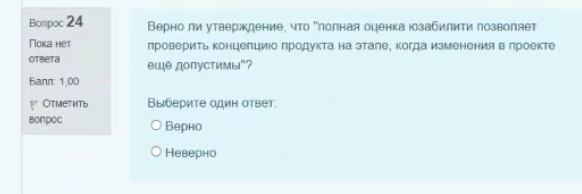 Вопрос 24
Пока нет
ответа
Балл: 1,00
Отметить
вопрос
Верно ли утверждение, что "полная оценка юзабилити позволяет
проверить концепцию продукта на этапе, когда изменения в проекте
ещё допустимы"?
Выберите один ответ:
Верно
Неверно